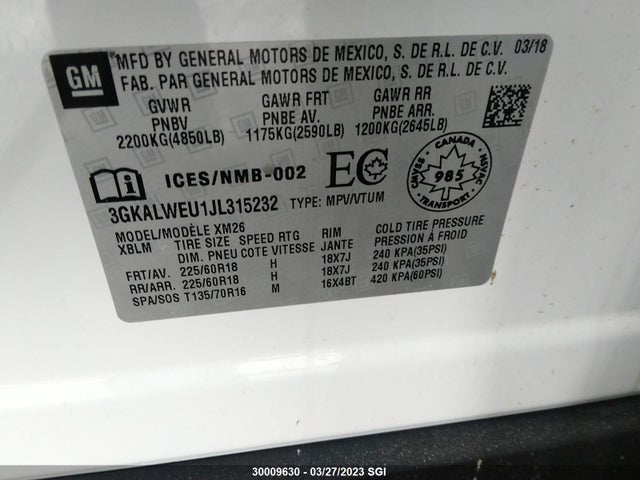 GM
MFD BY GENERAL MOTORS DE MEXICO, S. DE R.L. DE C.V. 03/18
FAB. PAR GENERAL MOTORS DE MEXICO, S. DE R.L. DE C.V.
GVWR GAWR FRT GAWR RR
PNBV PNBE AV. PNBE ARR.
2200KG(4850LB) 1175KG(2590LB) 1200KG(2645LB)
ICES/NMB-002 EC
CANADA
CMVSS 985 NSVAC
3GKALWEU1JL315232 TYPE: MPV/VTUM
MODEL/MODÈLE XM26
XBLM TIRE SIZE SPEED RTG RIM COLD TIRE PRESSURE
DIM. PNEU COTE VITESSE JANTE PRESSION À FROID
FRT/AV. 225/60R18 H 18X7J 240 KPA(35PSI)
RR/ARR. 225/60R18 H 18X7J 240 KPA(35PSI)
SPA/SOS T135/70R16 M 16X4BT 420 KPA(60PSI)
30009630 - 03/27/2023 SGI